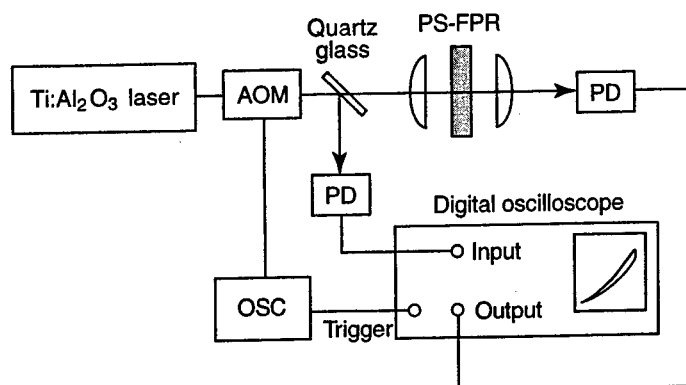 Quartz
glass
PS-FPR
Ti:Al₂O₃ laser
AOM
PD
PD
Digital oscilloscope
Input
OSC
Trigger
Output